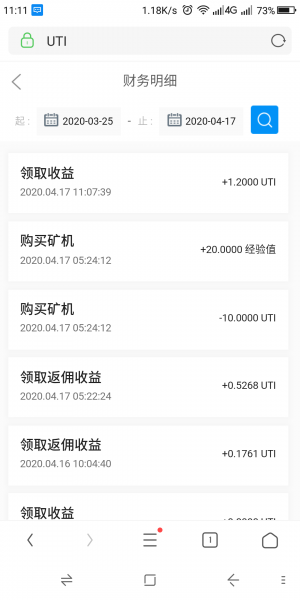 11:11 1.18K/s 4G 73%
UTI
财务明细
起： 2020-03-25 - 止： 2020-04-17
领取收益
2020.04.17 11:07:39
+1.2000 UTI
购买矿机
2020.04.17 05:24:12
+20.0000 经验值
购买矿机
2020.04.17 05:24:12
-10.0000 UTI
领取返佣收益
2020.04.17 05:22:24
+0.5268 UTI
领取返佣收益
2020.04.16 10:04:40
+0.1761 UTI
领取收益
1